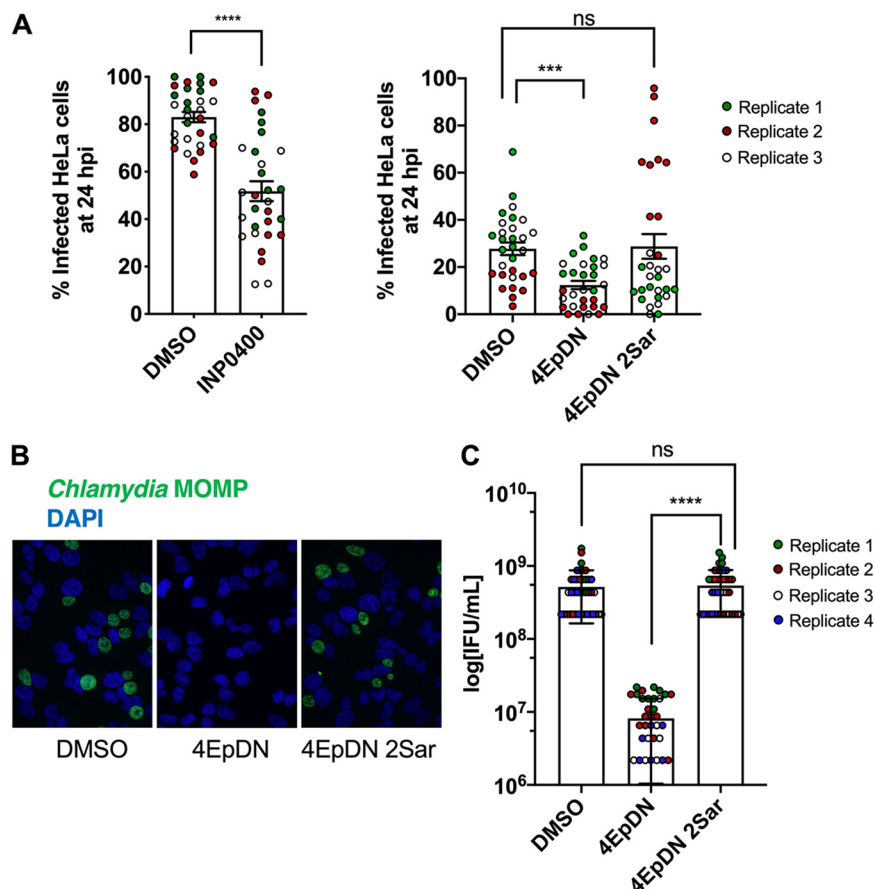 A
****
% Infected HeLa cells
at 24 hpi
100
80
60
40
20
0
DMSO
INP0400
ns
***
% Infected HeLa cells
at 24 hpi
100
80
60
40
20
0
DMSO
4EpDN
4EpDN 2Sar
Replicate 1
Replicate 2
Replicate 3
B
Chlamydia MOMP
DAPI
DMSO
4EpDN
4EpDN 2Sar
C
ns
****
log[IFU/mL]
10¹⁰
10⁹
10⁸
10⁷
10⁶
DMSO
4EpDN
4EpDN 2Sar
Replicate 1
Replicate 2
Replicate 3
Replicate 4